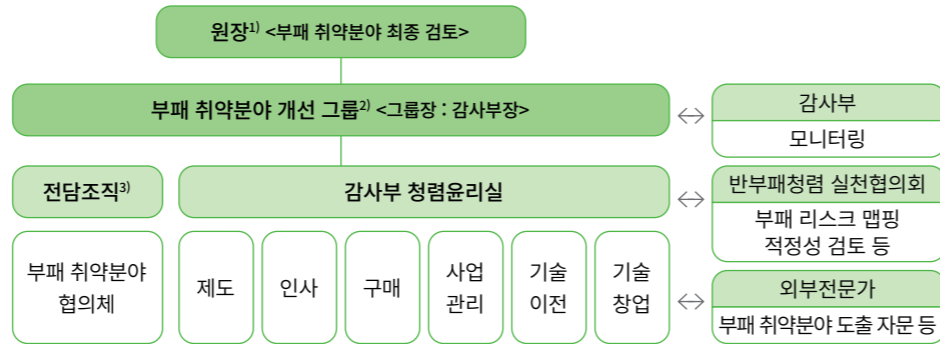 원장1) <부패 취약분야 최종 검토>
부패 취약분야 개선 그룹2) <그룹장 : 감사부장>
감사부
모니터링
전담조직3)
감사부 청렴윤리실
반부패청렴 실천협의회
부패 리스크 맵핑
적정성 검토 등
부패 취약분야
협의체
제도
인사
구매
사업
관리
기술
이전
기술
창업
외부전문가
부패 취약분야 도출 자문 등